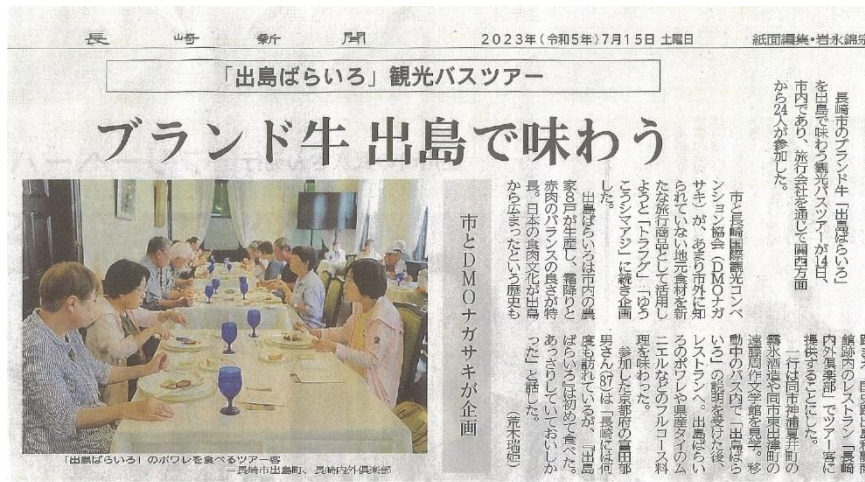 長崎新聞
2023年(令和5年)7月15日 土曜日
紙面編集・岩永錦
「出島ばらいろ」観光バスツアー
ブランド牛 出島で味わう
市とDMOナガサキが企画
長崎市のブランド牛「出島ばらいろ」
を出島で味わう観光バスツアーが14日、
市内であり、旅行会社を通じて関西方面
から24人が参加した。
市と長崎国際観光コンベ
ンション協会(DMOナガ
サキ)が、あまり市外に知
られていない地元食材を新
たな旅行商品として活用し
ようと「トラフグ」「ゆう
こうシマアジ」に続き企画
した。
出島ばらいろは市内の農
家8戸が生産し、霜降りと
赤肉のバランスの良さが特
長。日本の食肉文化が出島
から広まったという歴史も
館跡内のレストラン「長崎
内外倶楽部」でツアー客に
提供することにした。
一行は同市神浦夏井町の
霧氷酒造や同市東出津町の
遠藤周作文学館を見学。移
動中のバス内で「出島ばら
いろ」の説明を受けた後、
レストランへ。出島ばらい
ろのポワレや県産タイのム
ニエルなどのフルコース料
理を味わった。
参加した京都府の富田郁
男さん(87)は「長崎には何
度も訪れているが、『出島
ばらいろ』は初めて食べた。
あっさりしていておいしか
った」と話した。
「出島ばらいろ」のポワレを食べるツアー客
=長崎市出島町、長崎内外倶楽部